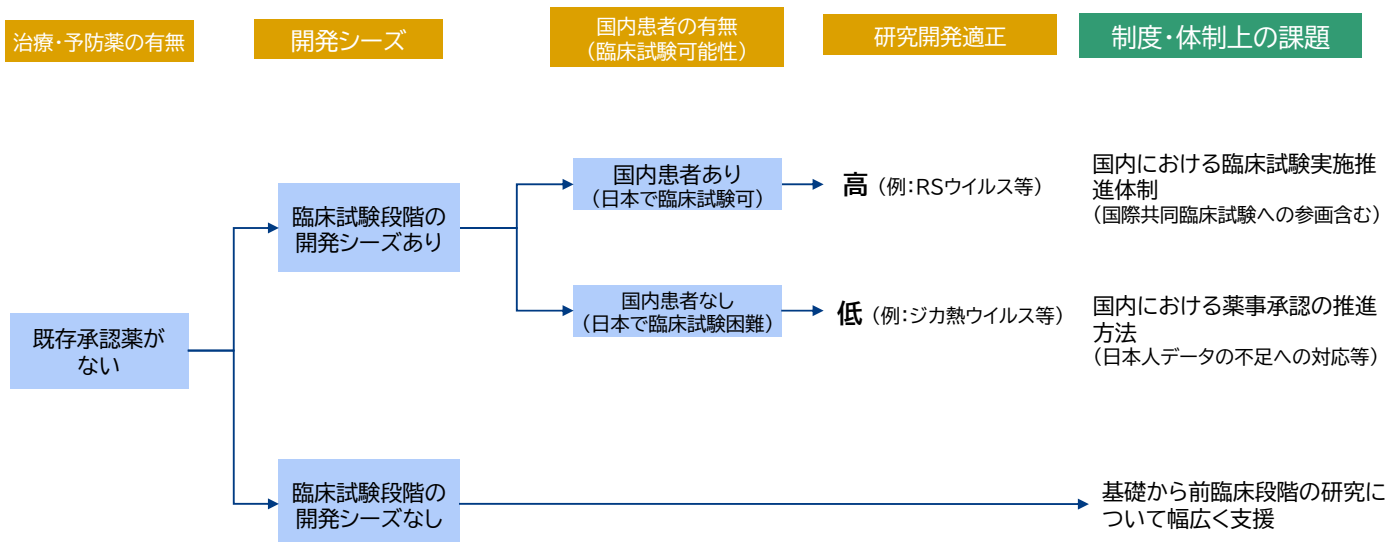 治療・予防薬の有無
開発シーズ
国内患者の有無
(臨床試験可能性)
研究開発適正
制度・体制上の課題
既存承認薬が
ない
臨床試験段階の
開発シーズあり
国内患者あり
(日本で臨床試験可)
高 (例：RSウイルス等)
国内における臨床試験実施推
進体制
(国際共同臨床試験への参画含む)
国内患者なし
(日本で臨床試験困難)
低 (例：ジカ熱ウイルス等)
国内における薬事承認の推進
方法
(日本人データの不足への対応等)
臨床試験段階の
開発シーズなし
基礎から前臨床段階の研究に
ついて幅広く支援